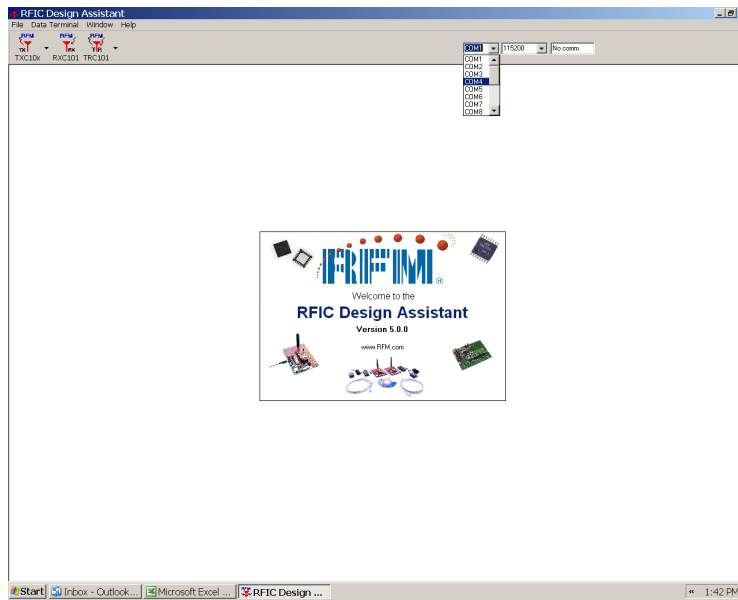 RFIC Design Assistant
File Data Terminal Window Help
RFM RFM RFM
TX RX T/R
TXC10x RXC101 TRC101
COM1 115200 No comm.
COM1
COM2
COM3
COM4
COM5
COM6
COM7
COM8
RFM®
Welcome to the
RFIC Design Assistant
Version 5.0.0
www.RFM.com
Start Inbox - Outlook... Microsoft Excel ... RFIC Design ... « 1:42 PM